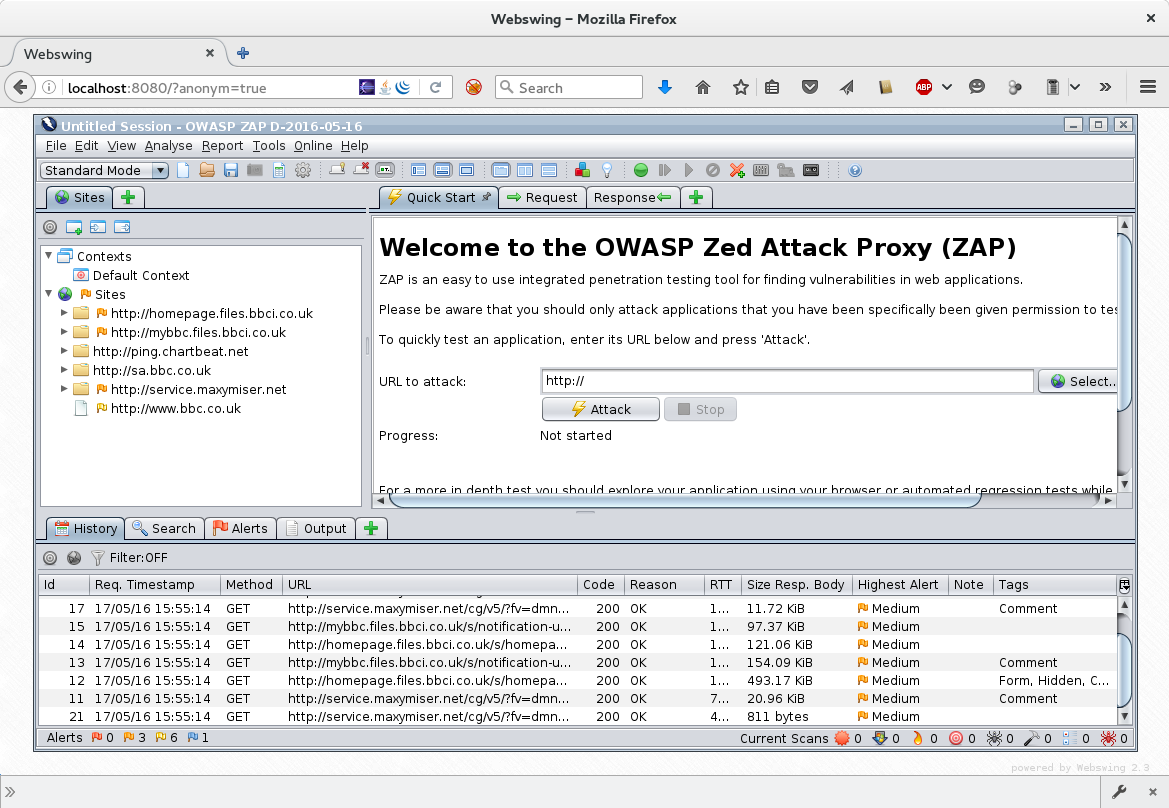 Webswing – Mozilla Firefox
Webswing
localhost:8080/?anonym=true
Search
ABP
Untitled Session - OWASP ZAP D-2016-05-16
File Edit View Analyse Report Tools Online Help
Standard Mode
Sites
Quick Start Request Response
Welcome to the OWASP Zed Attack Proxy (ZAP)
ZAP is an easy to use integrated penetration testing tool for finding vulnerabilities in web applications.
Please be aware that you should only attack applications that you have been specifically been given permission to tes
To quickly test an application, enter its URL below and press 'Attack'.
URL to attack: http:// Select...
Attack Stop
Progress: Not started
For a more in depth test you should explore your application using your browser or automated regression tests while
Contexts
Default Context
Sites
http://homepage.files.bbci.co.uk
http://mybbc.files.bbci.co.uk
http://ping.chartbeat.net
http://sa.bbc.co.uk
http://service.maxymiser.net
http://www.bbc.co.uk
History Search Alerts Output
Filter:OFF
Id Req. Timestamp Method URL Code Reason RTT Size Resp. Body Highest Alert Note Tags
17 17/05/16 15:55:14 GET http://service.maxymiser.net/cg/v5/?fv=dmn... 200 OK 1... 11.72 KiB Medium Comment
15 17/05/16 15:55:14 GET http://mybbc.files.bbci.co.uk/s/notification-u... 200 OK 1... 97.37 KiB Medium
14 17/05/16 15:55:14 GET http://homepage.files.bbci.co.uk/s/homepa... 200 OK 1... 121.06 KiB Medium
13 17/05/16 15:55:14 GET http://mybbc.files.bbci.co.uk/s/notification-u... 200 OK 1... 154.09 KiB Medium Comment
12 17/05/16 15:55:14 GET http://homepage.files.bbci.co.uk/s/homepa... 200 OK 1... 493.17 KiB Medium Form, Hidden, C...
11 17/05/16 15:55:14 GET http://service.maxymiser.net/cg/v5/?fv=dmn... 200 OK 7... 20.96 KiB Medium Comment
21 17/05/16 15:55:14 GET http://service.maxymiser.net/cg/v5/?fv=dmn... 200 OK 4... 811 bytes Medium
Alerts 0 3 6 1 Current Scans 0 0 0 0 0 0 0 0
powered by Webswing 2.3